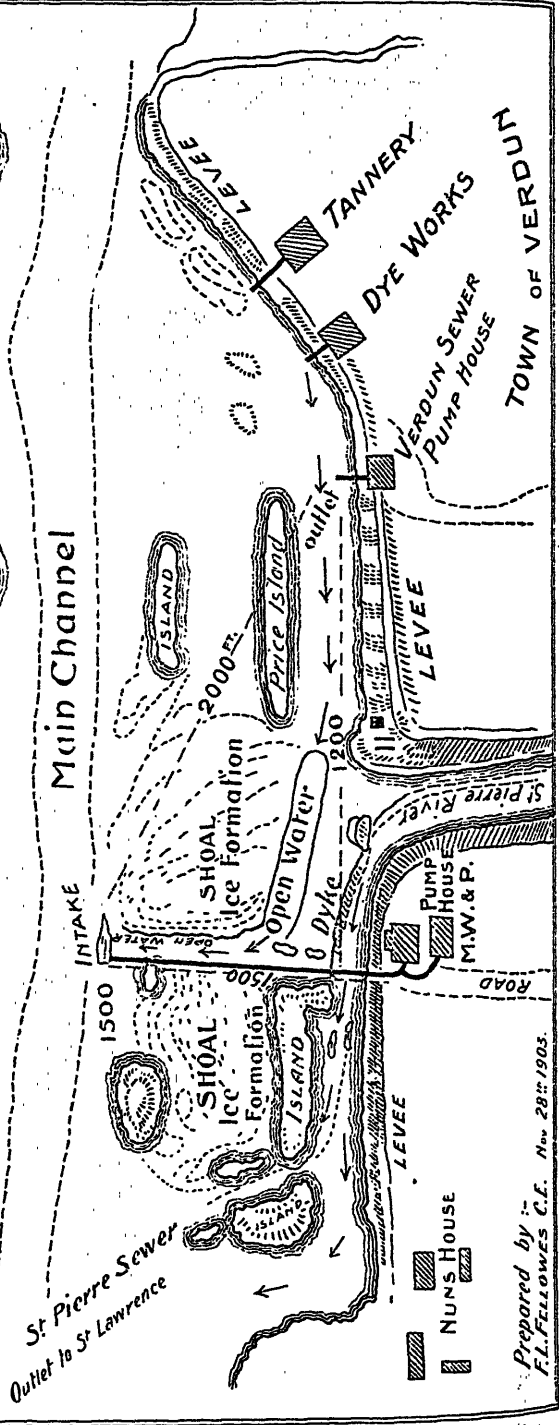 Main Channel
INTAKE
1500
ISLAND
2000 FT.
Price Island
outlet
SHOAL
Ice Formation
OPEN WATER
Open Water
1200
Dyke
1500
SHOAL
Ice
Formation
ISLAND
ISLAND
St. Pierre Sewer
Outlet to St Lawrence
LEVEE
TANNERY
DYE WORKS
VERDUN SEWER
PUMP HOUSE
TOWN OF VERDUN
LEVEE
St Pierre River
PUMP
HOUSE
M.W. & P.
ROAD
LEVEE
NUNS HOUSE
Prepared by :-
F.L. FELLOWES C.E. Nov 28th 1903.